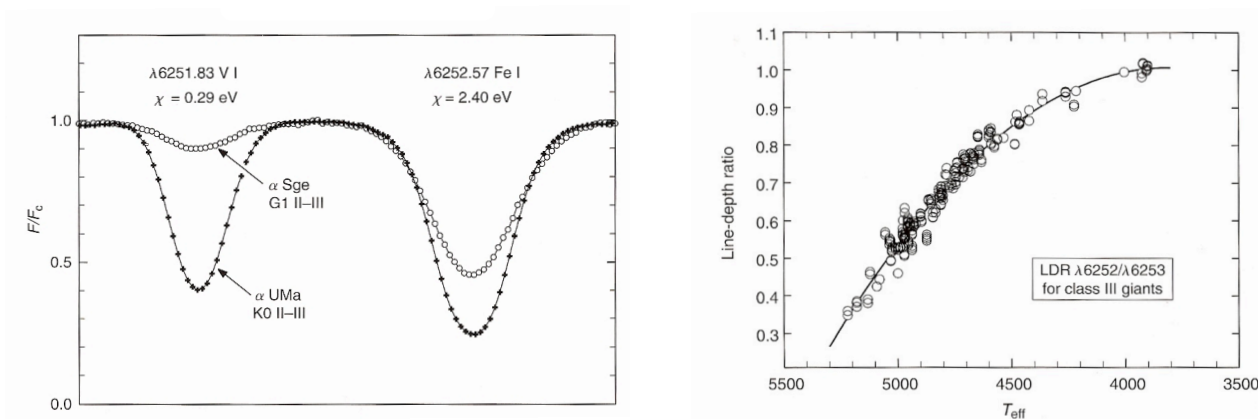 λ6251.83 V I
χ = 0.29 eV
λ6252.57 Fe I
χ = 2.40 eV
1.0
0.5
0.0
F/Fc
α Sge
G1 II–III
α UMa
K0 II–III
1.1
1.0
0.9
0.8
0.7
0.6
0.5
0.4
0.3
Line-depth ratio
LDR λ6252/λ6253
for class III giants
5500
5000
4500
4000
3500
Teff